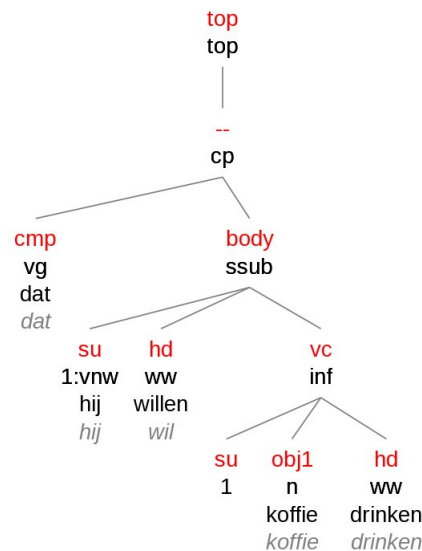 top
top
--
cp
cmp body
vg ssub
dat
dat
su hd vc
1:vnw ww inf
hij willen
hij wil
su obj1 hd
1 n ww
koffie drinken
koffie drinken